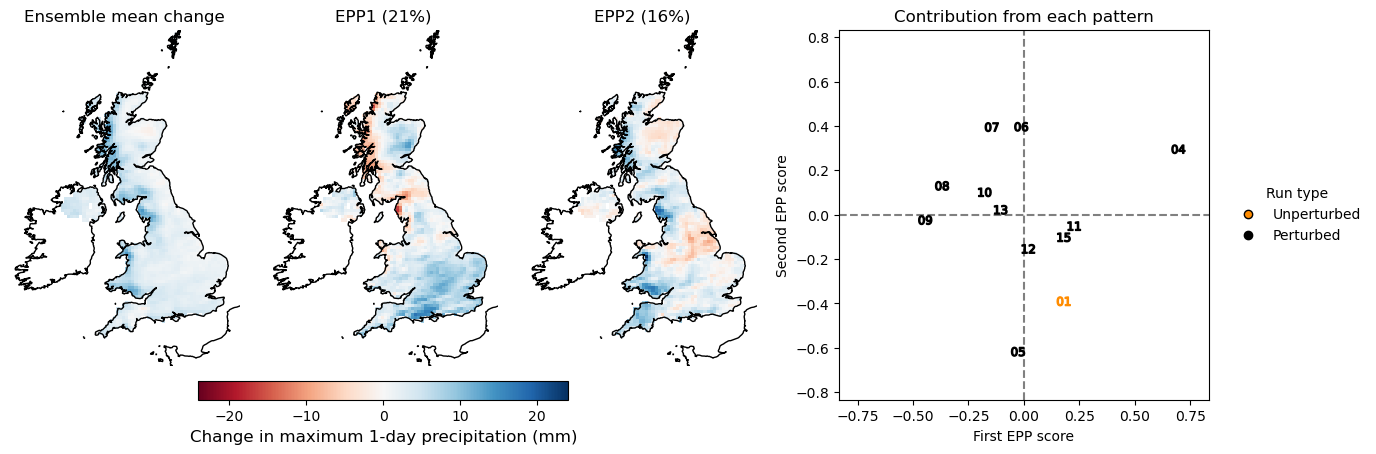 Ensemble mean change
EPP1 (21%)
EPP2 (16%)
−20 −10 0 10 20
Change in maximum 1-day precipitation (mm)
Contribution from each pattern
0.8
0.6
0.4
0.2
0.0
−0.2
−0.4
−0.6
−0.8
Second EPP score
07 06
04
08
10
13
09
11
15
12
01
05
−0.75 −0.50 −0.25 0.00 0.25 0.50 0.75
First EPP score
Run type
Unperturbed
Perturbed